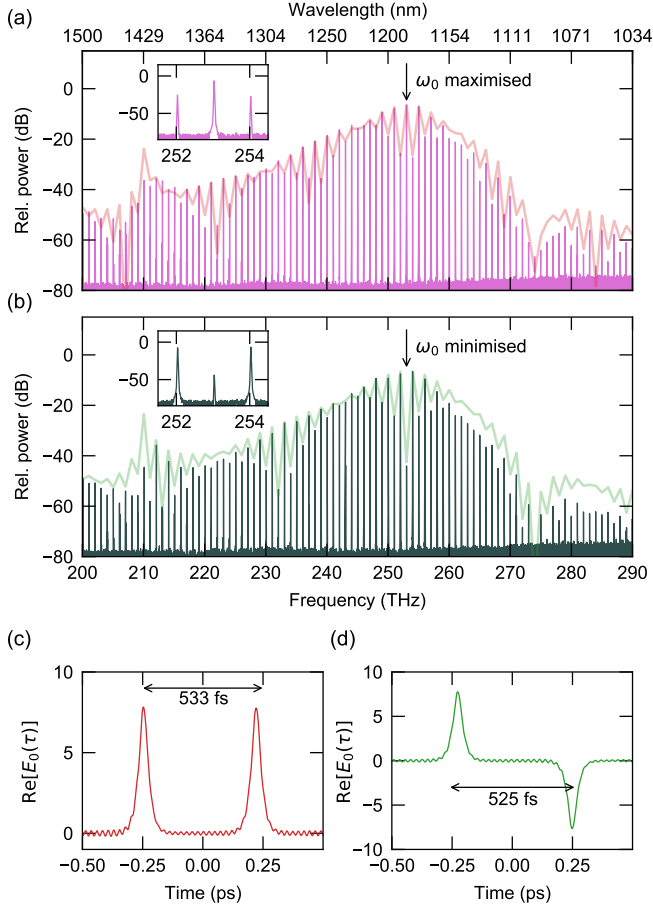 (a)
Wavelength (nm)
1500 1429 1364 1304 1250 1200 1154 1111 1071 1034
0
−20
−40
−60
−80
Rel. power (dB)
0
−50
252 254
ω₀ maximised
(b)
0
−20
−40
−60
−80
Rel. power (dB)
0
−50
252 254
ω₀ minimised
200 210 220 230 240 250 260 270 280 290
Frequency (THz)
(c)
10
5
0
Re[E₀(τ)]
533 fs
−0.50 −0.25 0.00 0.25
Time (ps)
(d)
10
5
0
−5
−10
Re[E₀(τ)]
525 fs
−0.50 −0.25 0.00 0.25
Time (ps)